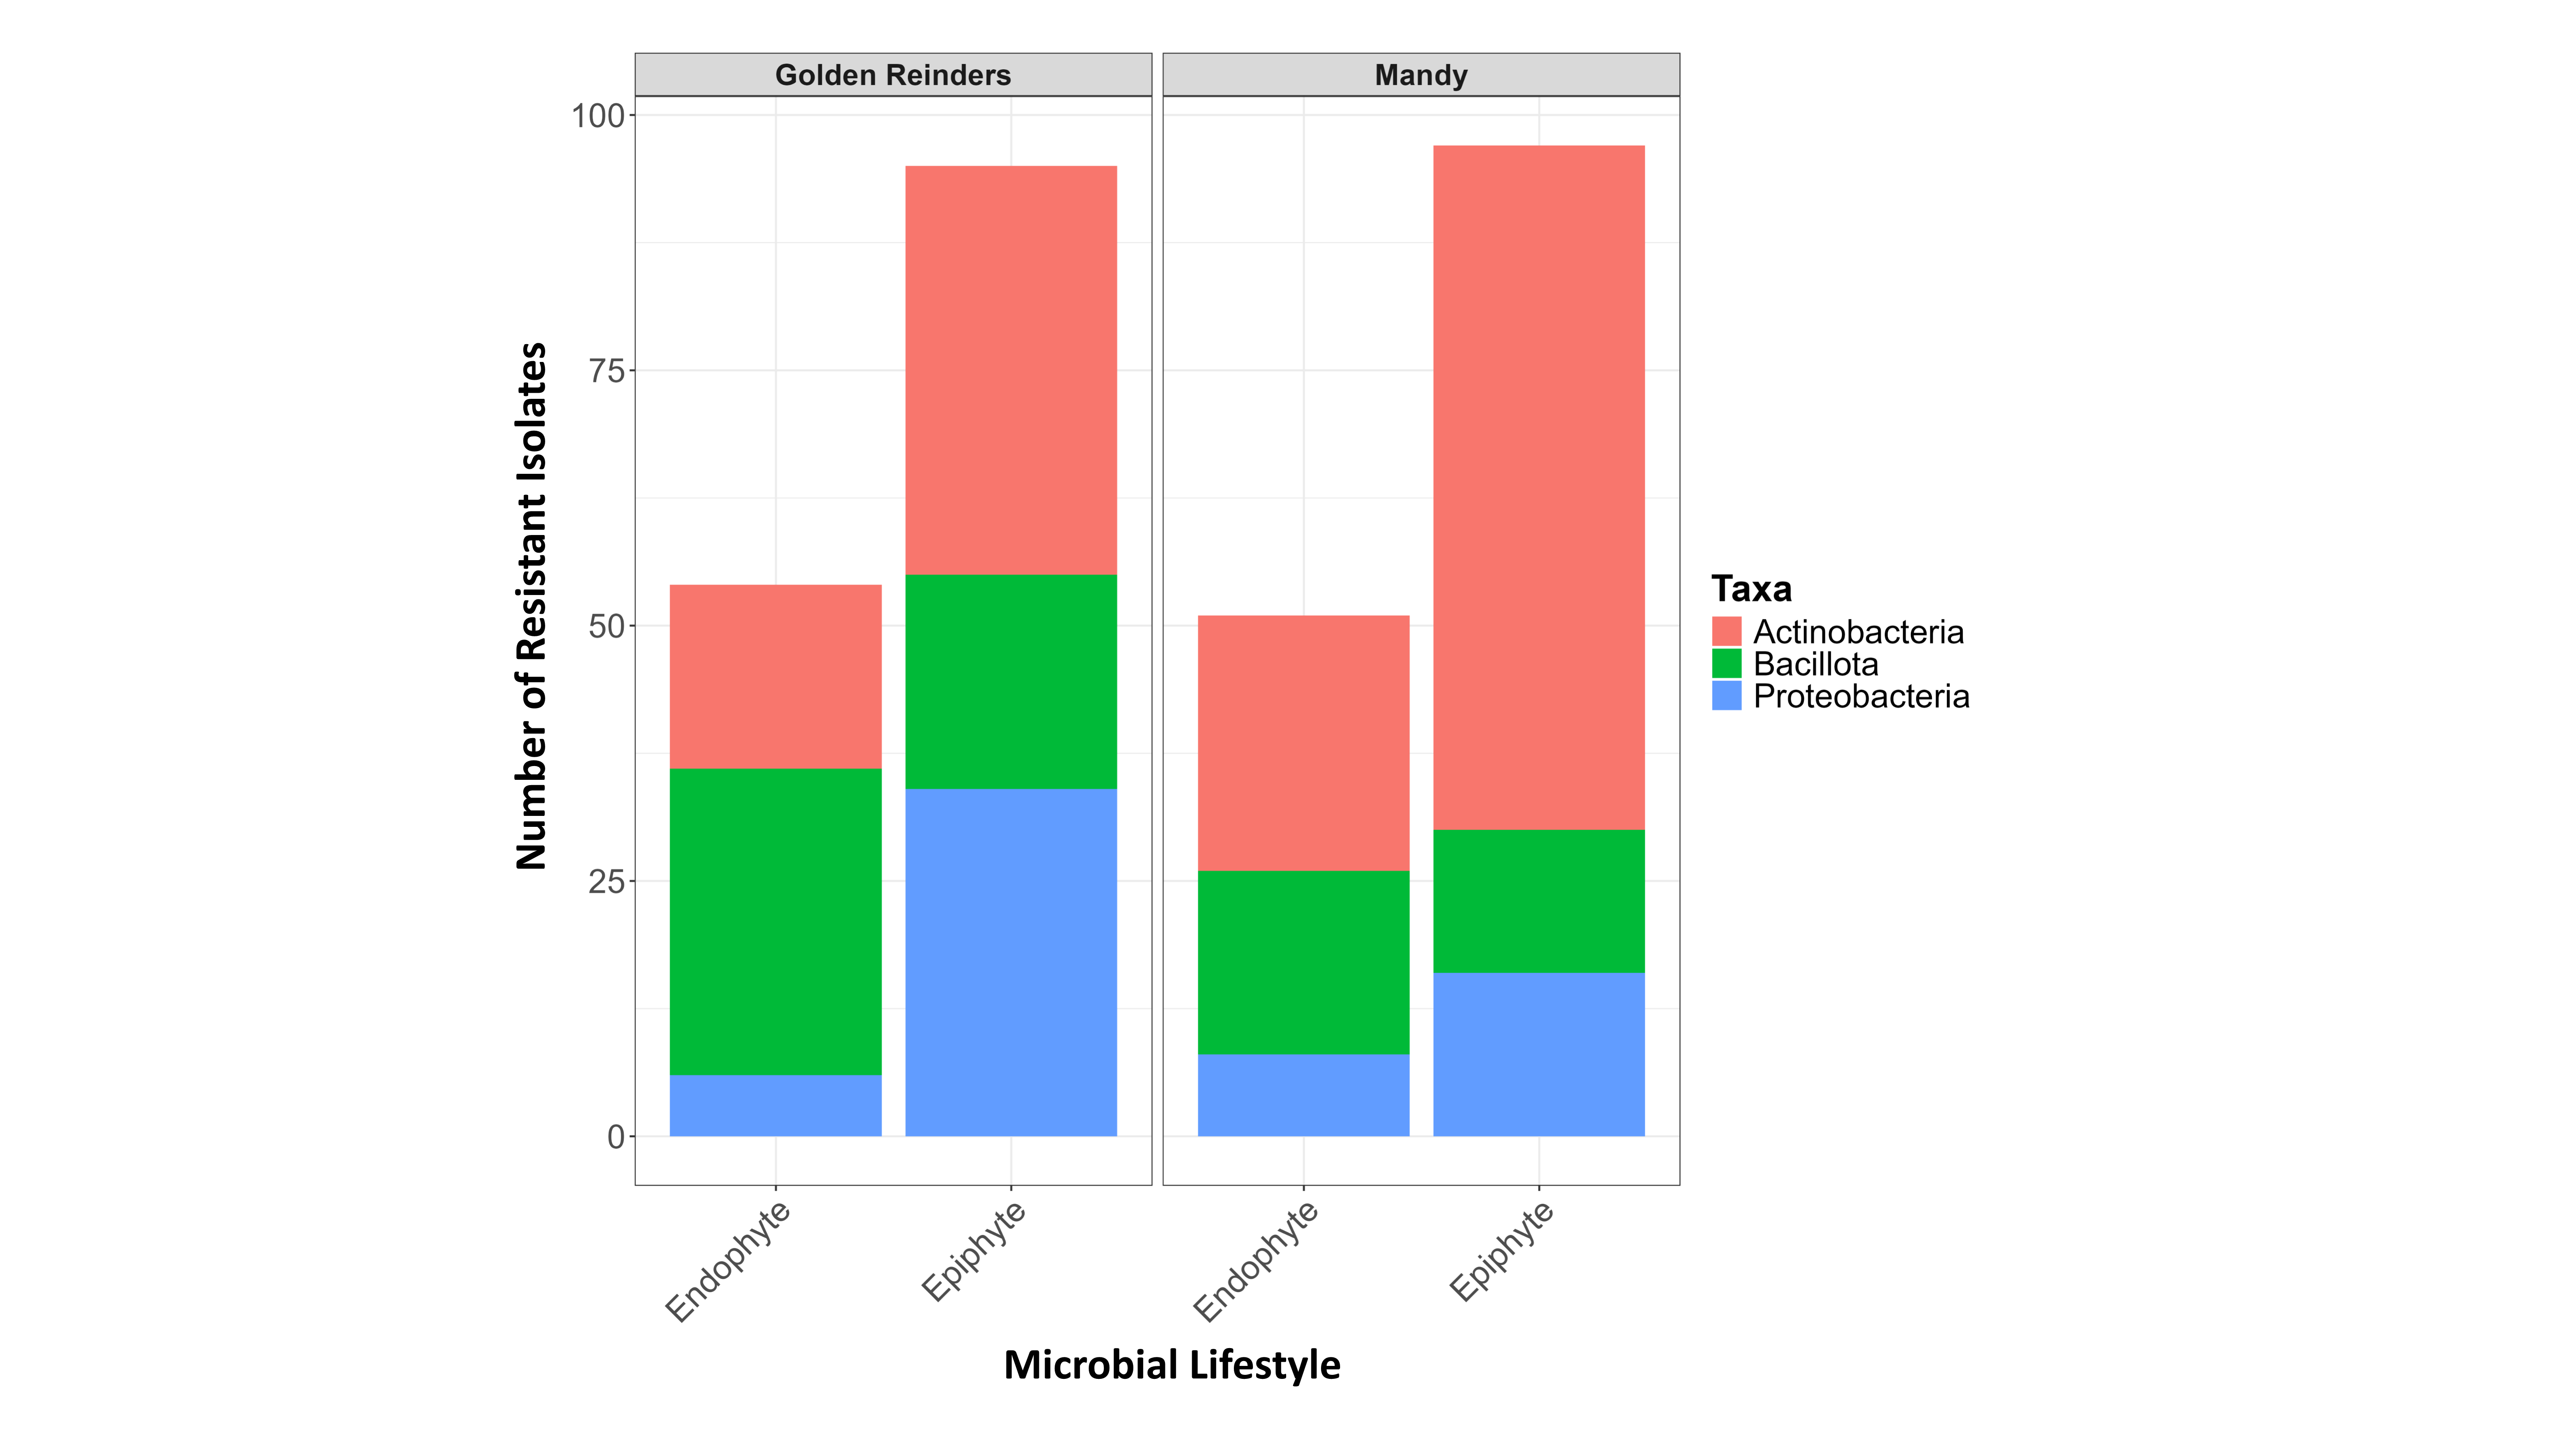 Golden Reinders
Mandy
Number of Resistant Isolates
100
75
50
25
0
Endophyte
Epiphyte
Endophyte
Epiphyte
Microbial Lifestyle
Taxa
Actinobacteria
Bacillota
Proteobacteria